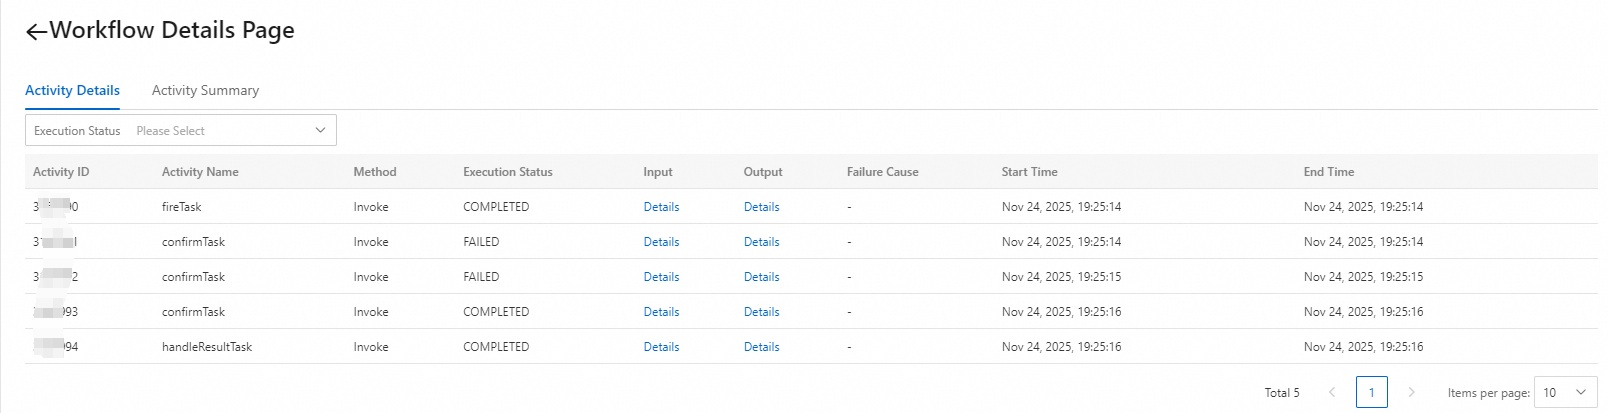 Workflow Details Page
Activity Details Activity Summary
Execution Status Please Select
Activity ID Activity Name Method Execution Status Input Output Failure Cause Start Time End Time
fireTask Invoke COMPLETED Details Details - Nov 24, 2025, 19:25:14 Nov 24, 2025, 19:25:14
confirmTask Invoke FAILED Details Details - Nov 24, 2025, 19:25:14 Nov 24, 2025, 19:25:14
confirmTask Invoke FAILED Details Details - Nov 24, 2025, 19:25:15 Nov 24, 2025, 19:25:15
confirmTask Invoke COMPLETED Details Details - Nov 24, 2025, 19:25:16 Nov 24, 2025, 19:25:16
handleResultTask Invoke COMPLETED Details Details - Nov 24, 2025, 19:25:16 Nov 24, 2025, 19:25:16
Total 5 1 Items per page: 10